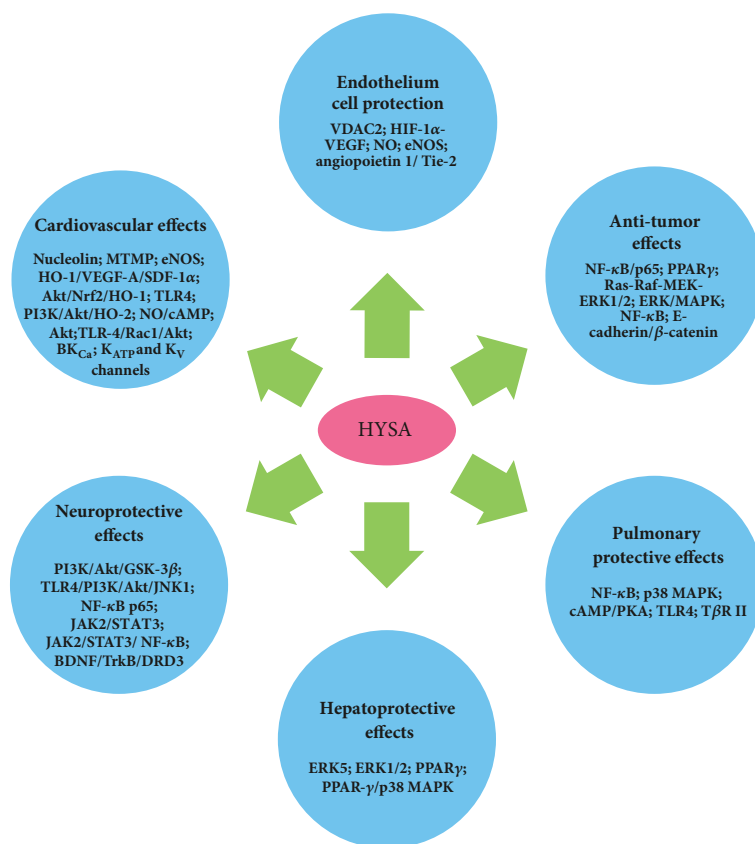 Endothelium
cell protection
VDAC2; HIF-1α-
VEGF; NO; eNOS;
angiopoietin 1/ Tie-2
Cardiovascular effects
Nucleolin; MTMP; eNOS;
HO-1/VEGF-A/SDF-1α;
Akt/Nrf2/HO-1; TLR4;
PI3K/Akt/HO-2; NO/cAMP;
Akt;TLR-4/Rac1/Akt;
BKCa; KATP and KV
channels
Anti-tumor
effects
NF-κB/p65; PPARγ;
Ras-Raf-MEK-
ERK1/2; ERK/MAPK;
NF-κB; E-
cadherin/β-catenin
HYSA
Neuroprotective
effects
PI3K/Akt/GSK-3β;
TLR4/PI3K/Akt/JNK1;
NF-κB p65;
JAK2/STAT3;
JAK2/STAT3/ NF-κB;
BDNF/TrkB/DRD3
Pulmonary
protective effects
NF-κB; p38 MAPK;
cAMP/PKA; TLR4; TβR II
Hepatoprotective
effects
ERK5; ERK1/2; PPARγ;
PPAR-γ/p38 MAPK